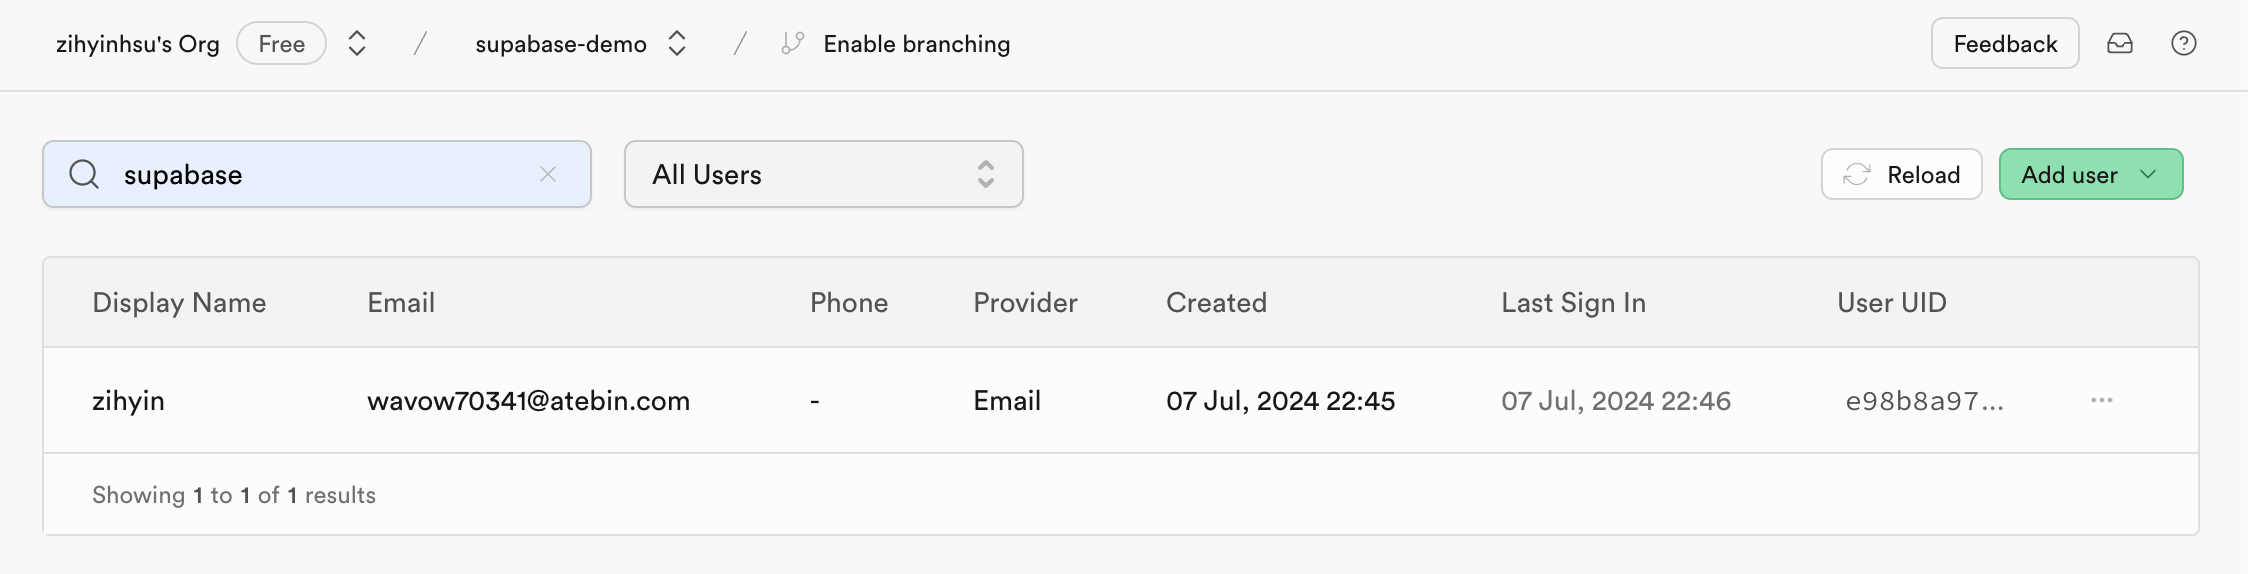 zihyinhsu's Org Free / supabase-demo / Enable branching Feedback
supabase All Users Reload Add user
Display Name Email Phone Provider Created Last Sign In User UID
zihyin wavow70341@atebin.com - Email 07 Jul, 2024 22:45 07 Jul, 2024 22:46 e98b8a97...
Showing 1 to 1 of 1 results